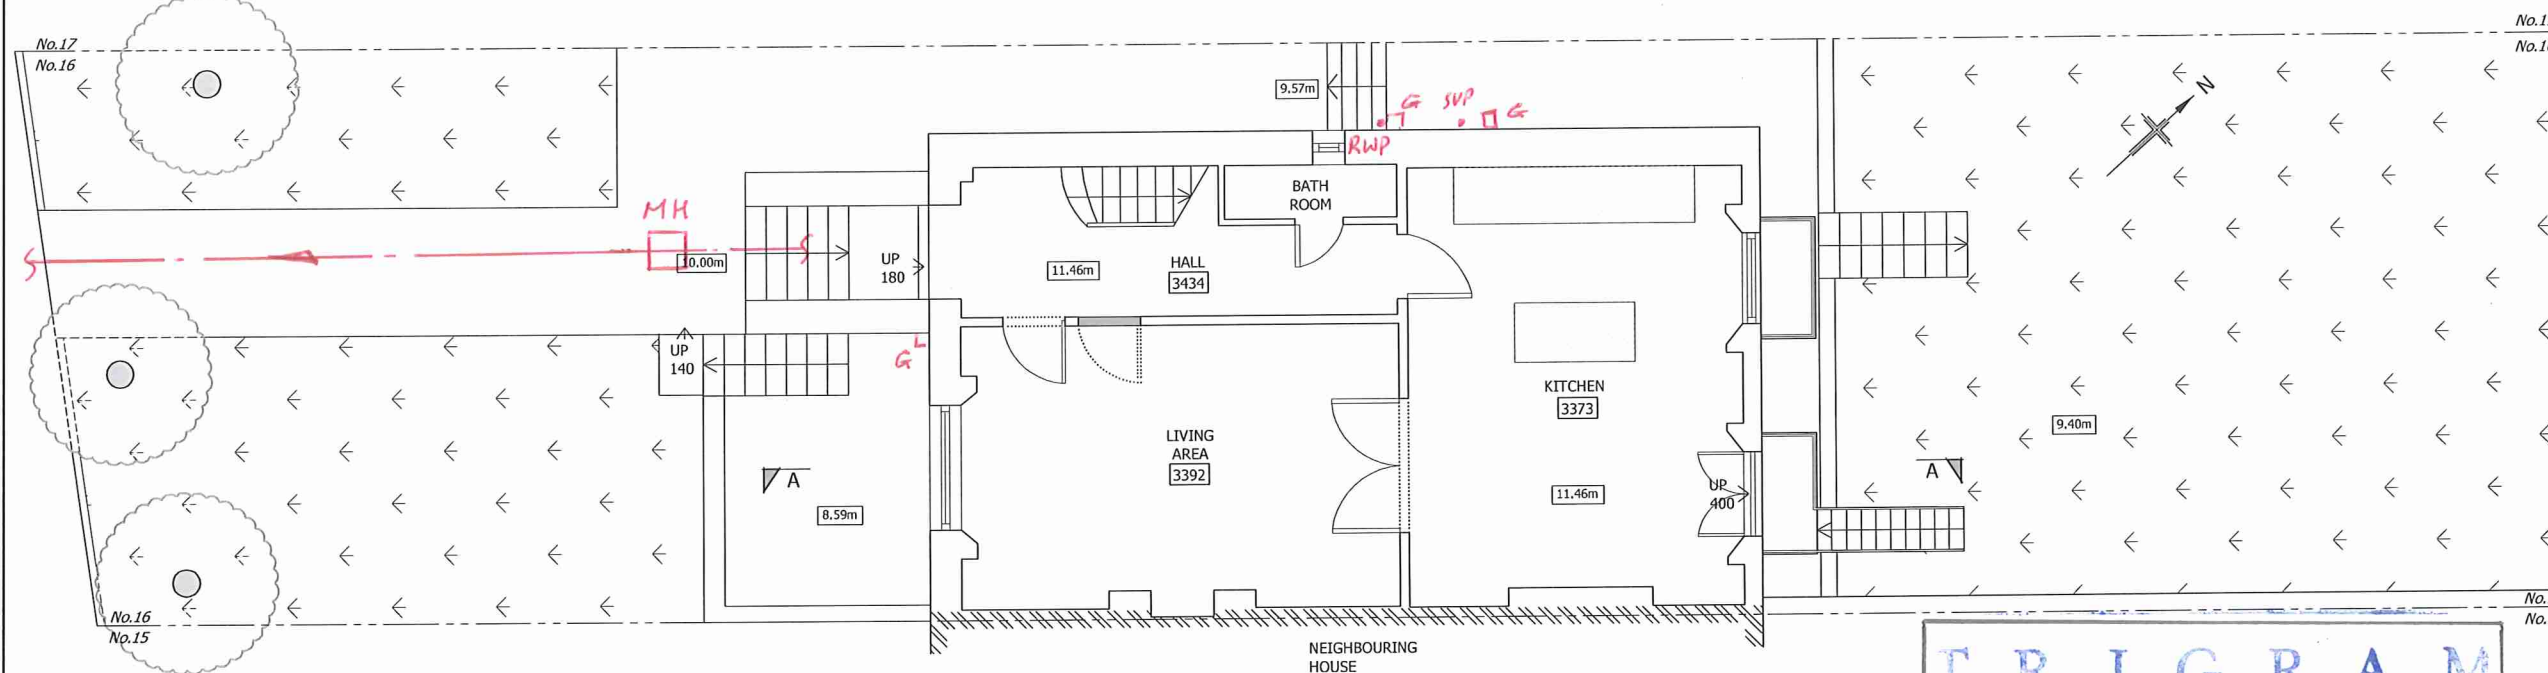 No.17
No.16
9.57m
G
SVP
G
RWP
N
MH
10.00m
UP
180
BATH
ROOM
11.46m
HALL
3434
UP
140
G
KITCHEN
3373
LIVING
AREA
3392
A
8.59m
11.46m
UP
400
A
9.40m
No.16
No.15
NEIGHBOURING
HOUSE
TRIGRAM